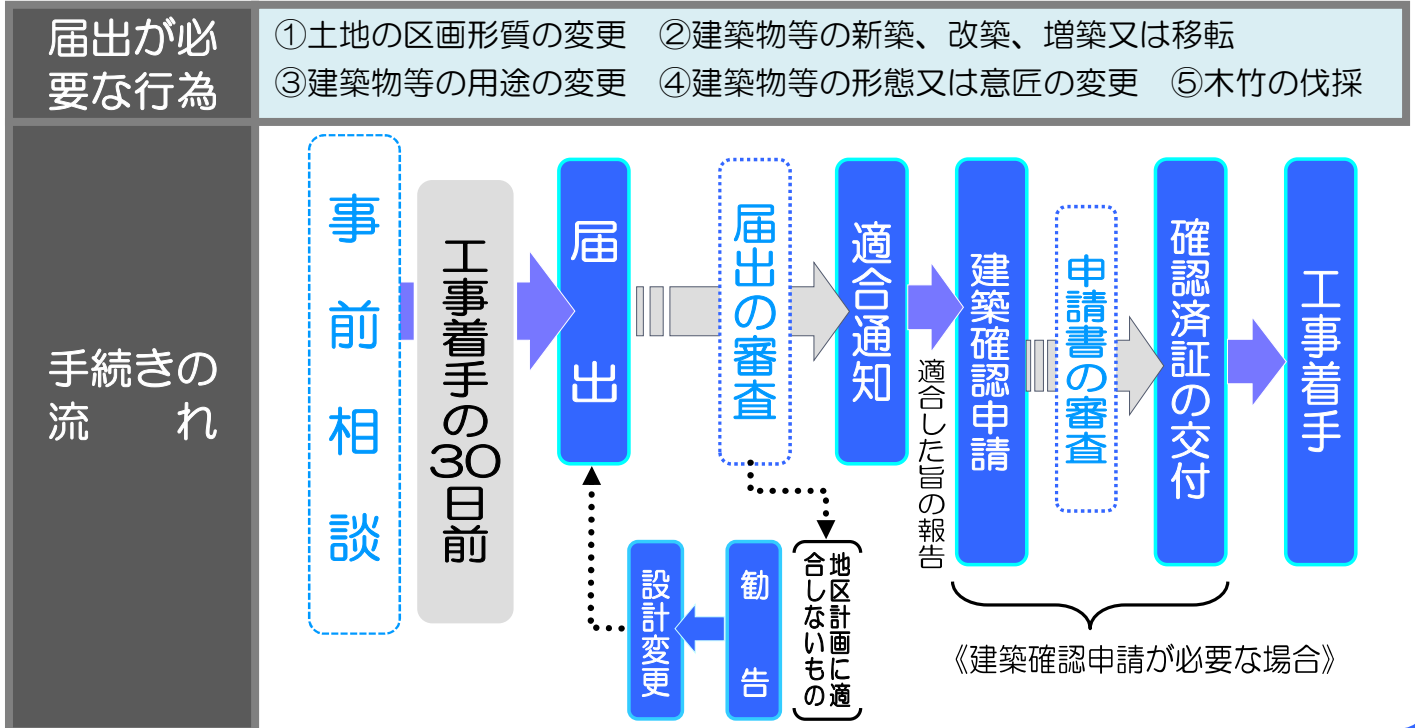 届出が必
要な行為
①土地の区画形質の変更　②建築物等の新築、改築、増築又は移転
③建築物等の用途の変更　④建築物等の形態又は意匠の変更　⑤木竹の伐採
手続きの
流　　れ
事前相談
工事着手の30日前
届出
届出の審査
適合通知
適合した旨の報告
建築確認申請
申請書の審査
確認済証の交付
工事着手
地区計画に適
合しないもの
勧告
設計変更
《建築確認申請が必要な場合》